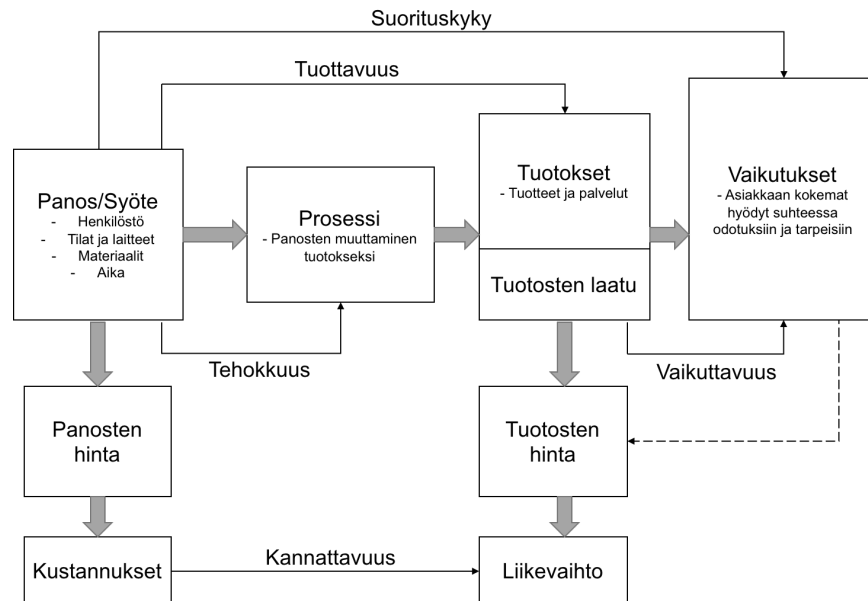 Suorituskyky
Tuottavuus
Panos/Syöte
- Henkilöstö
- Tilat ja laitteet
- Materiaalit
- Aika
Prosessi
- Panosten muuttaminen
tuotokseksi
Tuotokset
- Tuotteet ja palvelut
Tuotosten laatu
Vaikutukset
- Asiakkaan kokemat
hyödyt suhteessa
odotuksiin ja tarpeisiin
Tehokkuus
Vaikuttavuus
Panosten
hinta
Tuotosten
hinta
Kustannukset
Kannattavuus
Liikevaihto